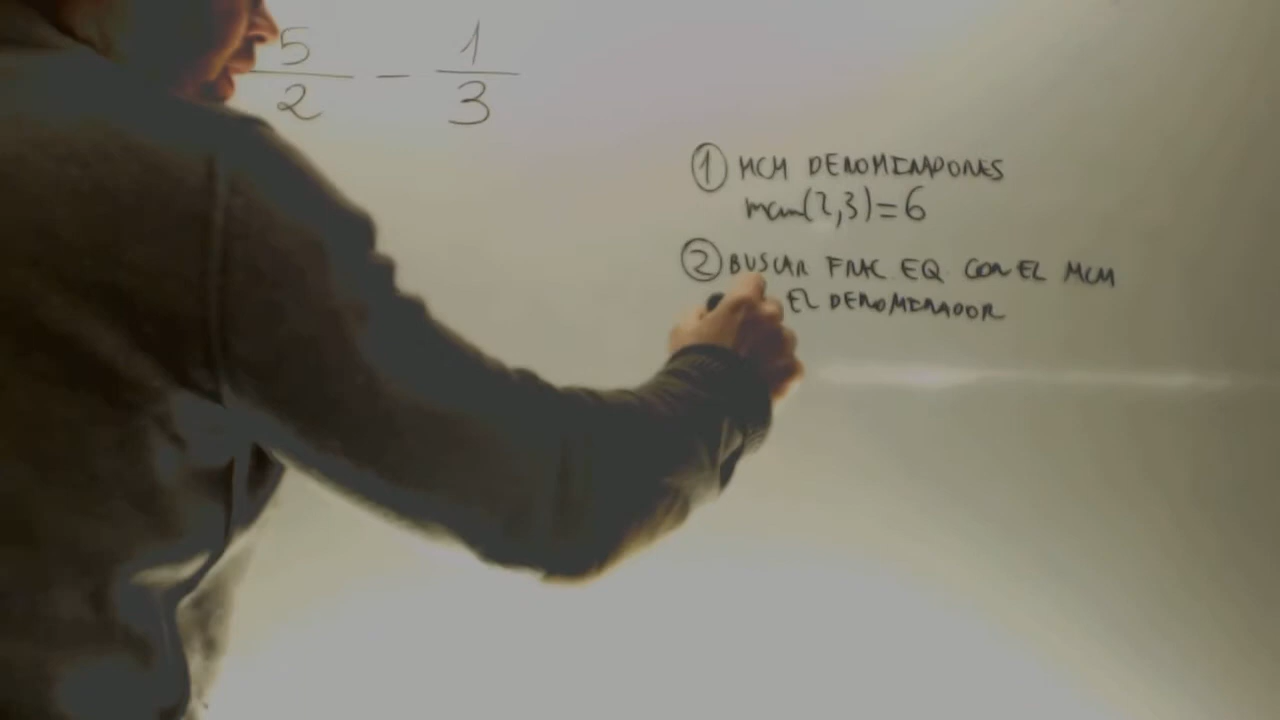 5/2 - 1/3
① MCM DENOMINADORES
mcm(2,3)=6
② BUSCAR FRAC. EQ CON EL MCM
EL DENOMINADOR